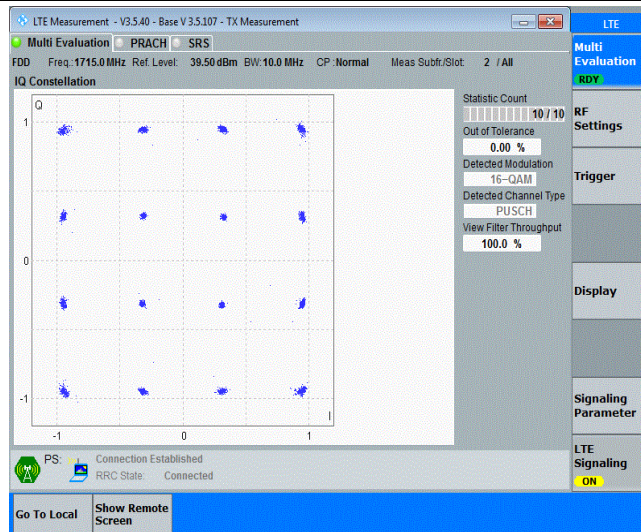 LTE Measurement - V3.5.40 - Base V 3.5.107 - TX Measurement
LTE
Multi Evaluation PRACH SRS
FDD Freq.:1715.0 MHz Ref. Level: 39.50 dBm BW:10.0 MHz CP :Normal Meas Subfr./Slot: 2 / All
IQ Constellation
Q
1
0
-1
I
-1 0 1
Statistic Count
10 / 10
Out of Tolerance
0.00 %
Detected Modulation
16-QAM
Detected Channel Type
PUSCH
View Filter Throughput
100.0 %
Multi
Evaluation
RDY
RF
Settings
Trigger
Display
Signaling
Parameter
LTE
Signaling
ON
PS: Connection Established
RRC State: Connected
Go To Local
Show Remote
Screen